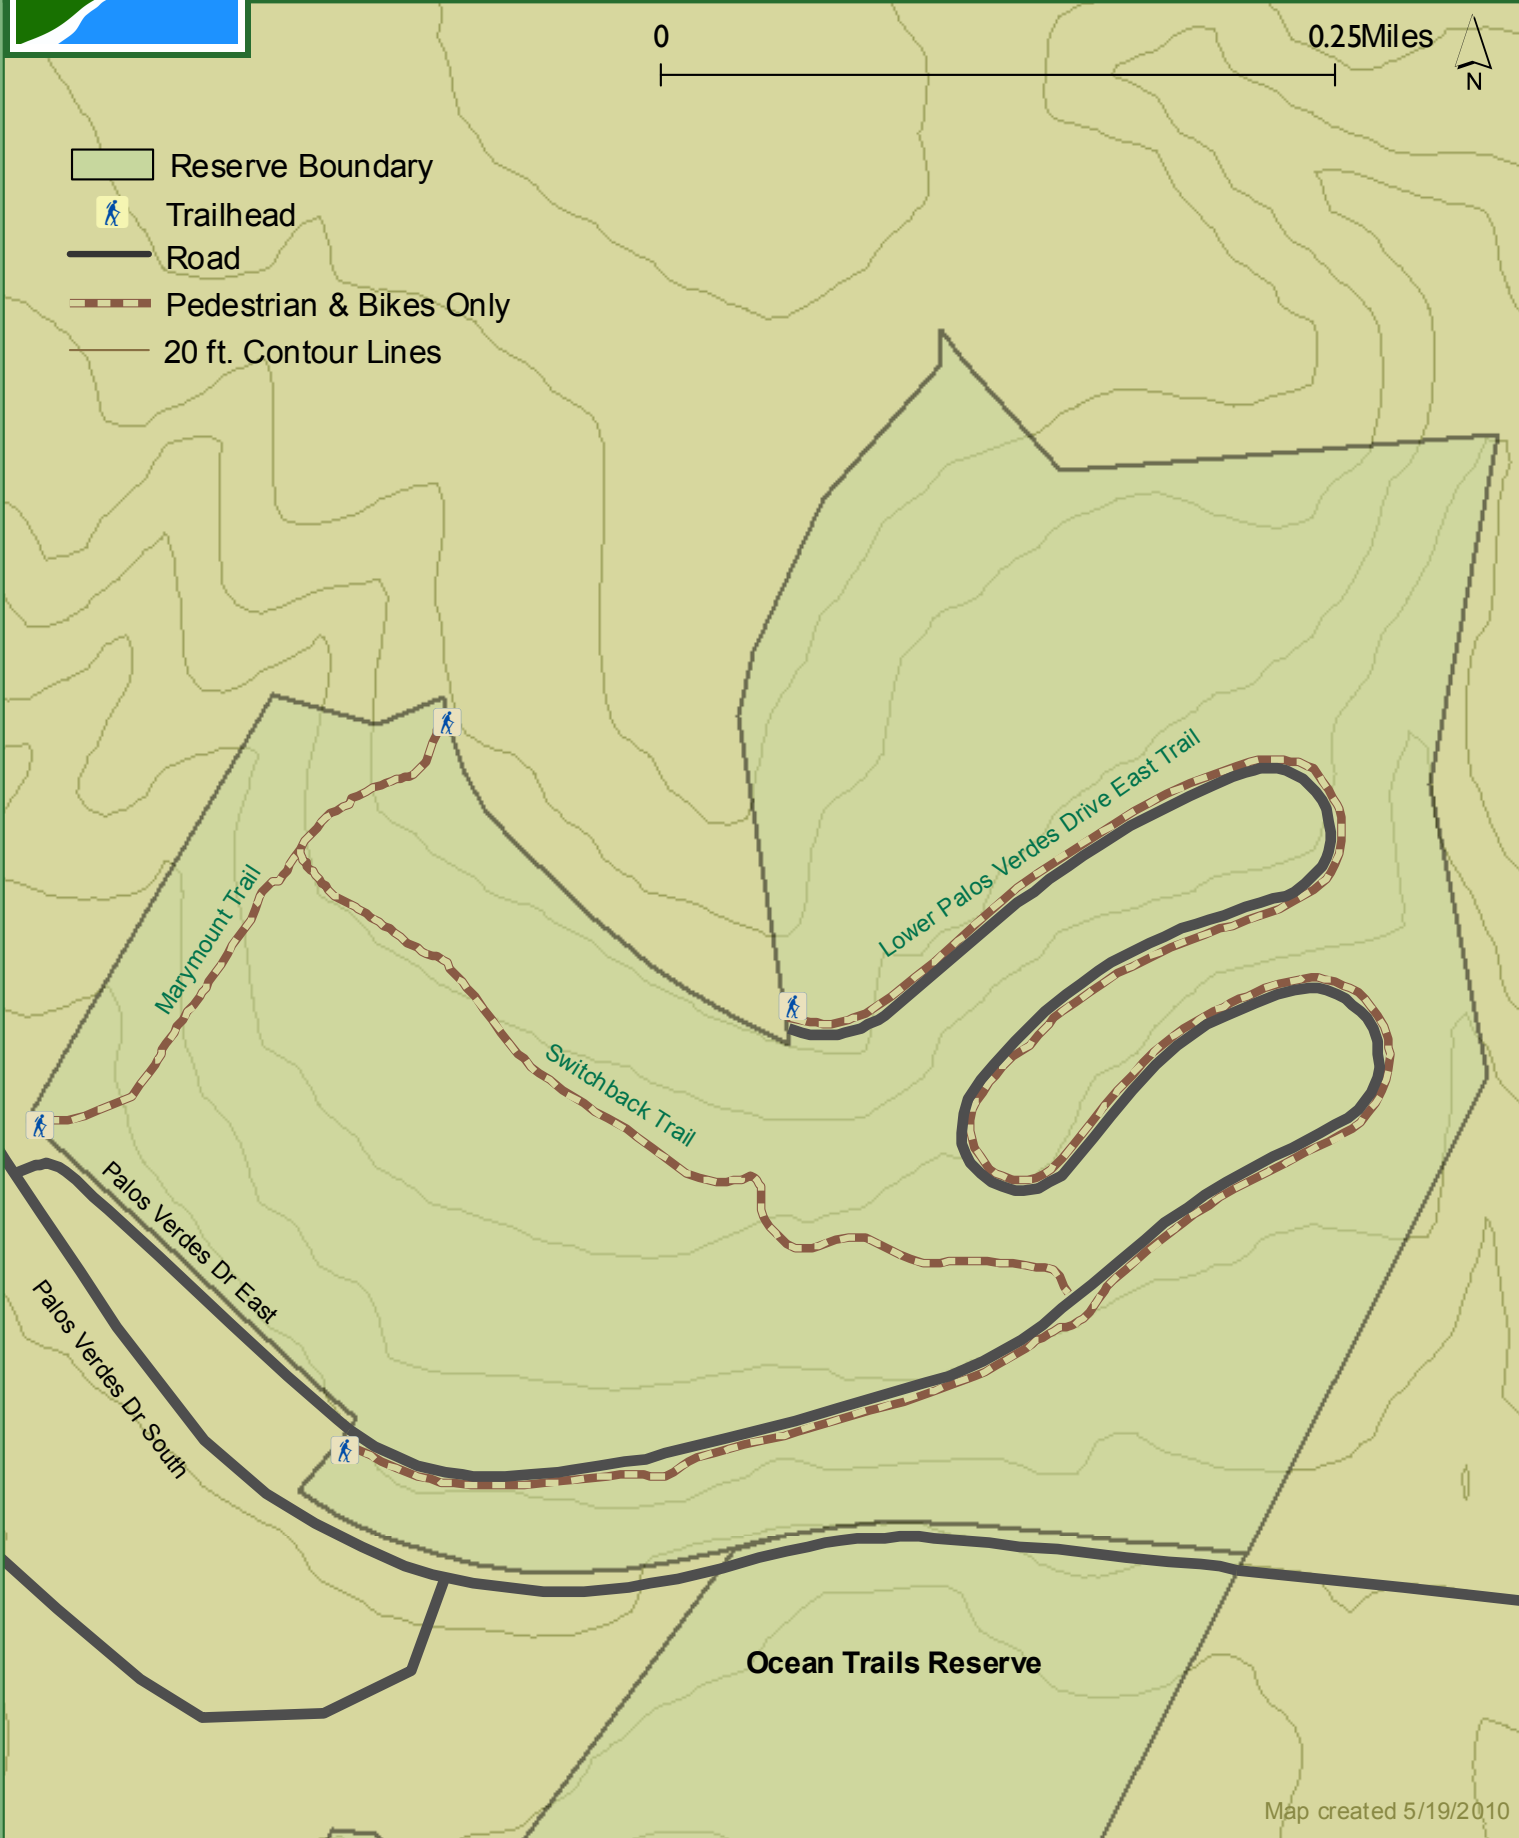 0
0.25Miles
N
Reserve Boundary
Trailhead
Road
Pedestrian & Bikes Only
20 ft. Contour Lines
Lower Palos Verdes Drive East Trail
Marymount Trail
Switchback Trail
Palos Verdes Dr East
Palos Verdes Dr South
Ocean Trails Reserve
Map created 5/19/2010